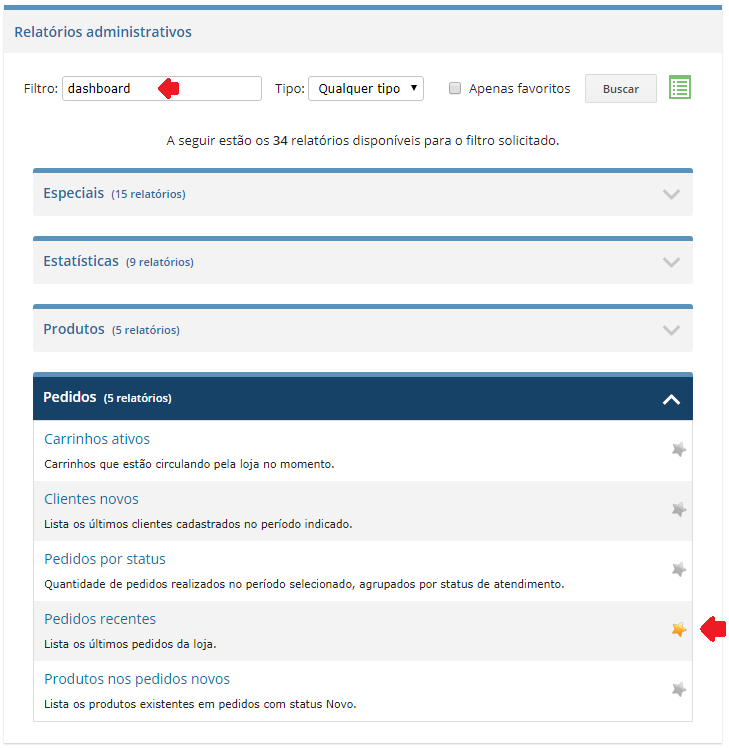 Relatórios administrativos
Filtro: dashboard Tipo: Qualquer tipo Apenas favoritos Buscar
A seguir estão os 34 relatórios disponíveis para o filtro solicitado.
Especiais (15 relatórios)
Estatísticas (9 relatórios)
Produtos (5 relatórios)
Pedidos (5 relatórios)
Carrinhos ativos
Carrinhos que estão circulando pela loja no momento.
Clientes novos
Lista os últimos clientes cadastrados no período indicado.
Pedidos por status
Quantidade de pedidos realizados no período selecionado, agrupados por status de atendimento.
Pedidos recentes
Lista os últimos pedidos da loja.
Produtos nos pedidos novos
Lista os produtos existentes em pedidos com status Novo.